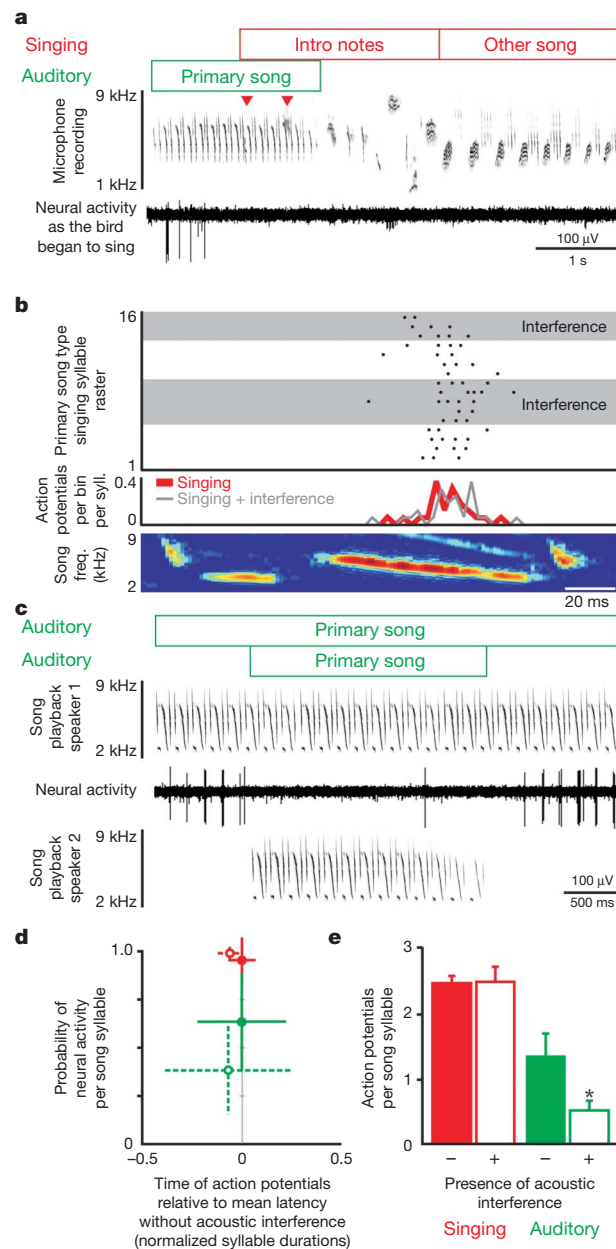 a
Singing
Intro notes
Other song
Auditory
Primary song
9 kHz
Microphone
recording
1 kHz
Neural activity
as the bird
began to sing
100 µV
1 s
b
16
Interference
Primary song type
singing syllable
raster
Interference
1
Action
potentials
per bin
per syll.
0.4
0
Singing
Singing + interference
Song
freq.
(kHz)
9
2
20 ms
c
Auditory
Primary song
Auditory
Primary song
Song
playback
speaker 1
9 kHz
2 kHz
Neural activity
Song
playback
speaker 2
9 kHz
2 kHz
100 µV
500 ms
d
Probability of
neural activity
per song syllable
1.0
0
−0.5
0
0.5
Time of action potentials
relative to mean latency
without acoustic interference
(normalized syllable durations)
e
Action potentials
per song syllable
3
2
1
0
*
− + − +
Presence of acoustic
interference
Singing Auditory